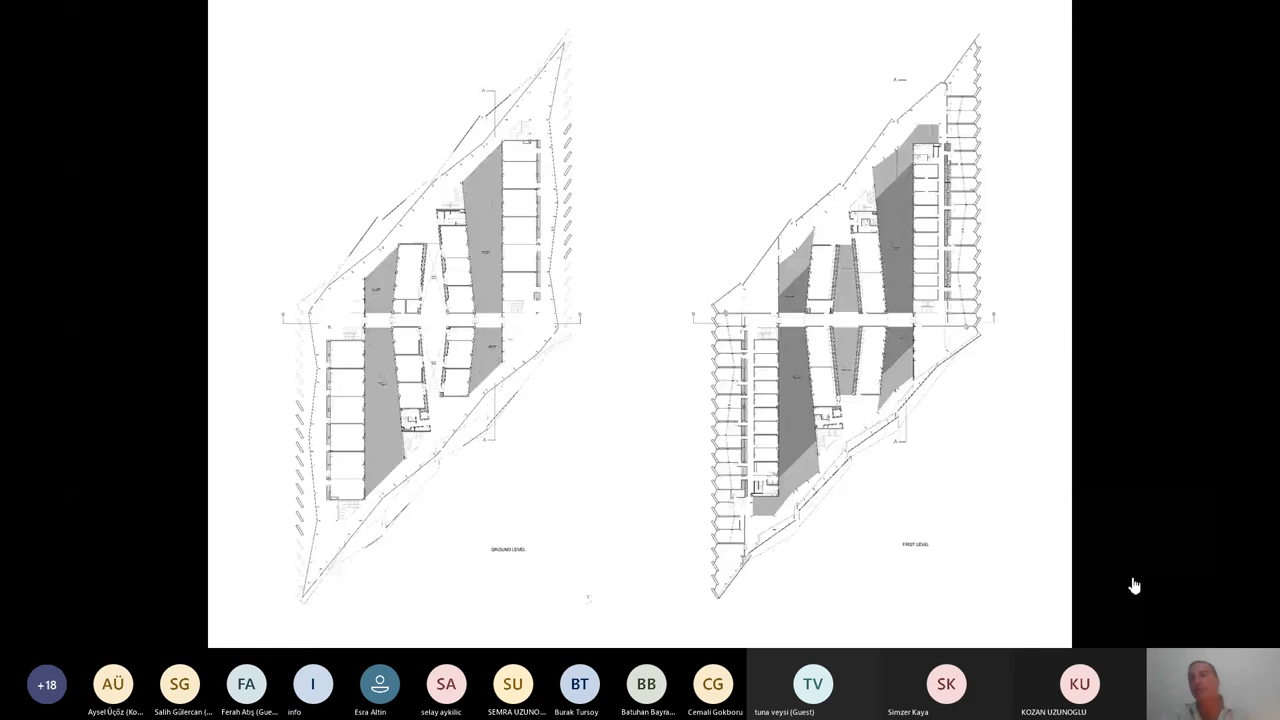 A
A
B
B
B
B
A
A
GROUND LEVEL
FIRST LEVEL
+18
AÜ
SG
FA
I
SA
SU
BT
BB
CG
TV
SK
KU
Aysel Üçöz (Ko...
Salih Gülercan (...
Ferah Atış (Gue...
info
Esra Altin
selay aykilic
SEMRA UZUNO...
Burak Tursoy
Batuhan Bayra...
Cemali Gokboru
tuna veysi (Guest)
Simzer Kaya
KOZAN UZUNOGLU